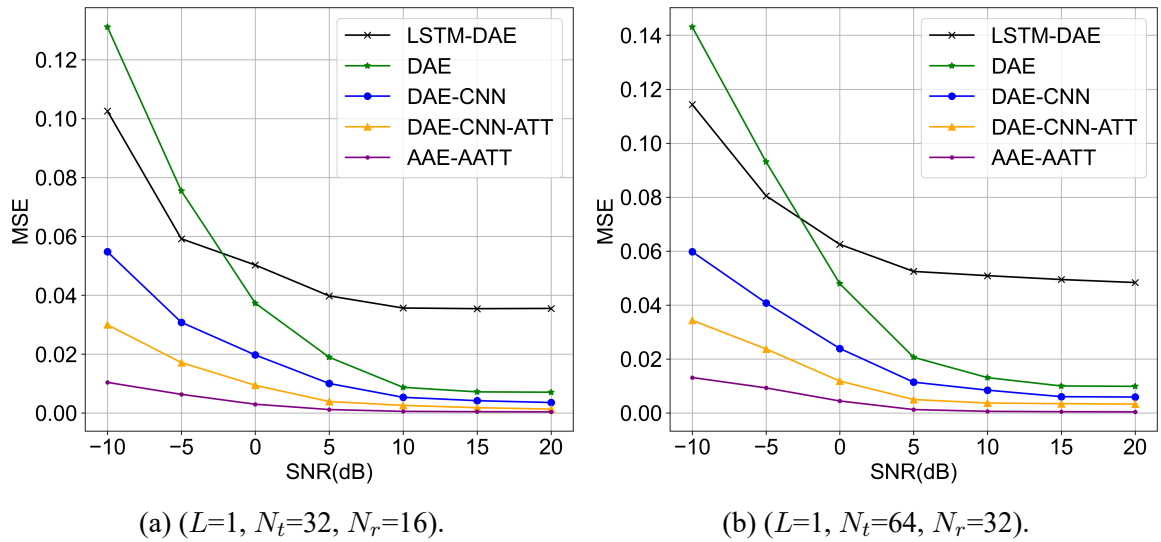 0.12
0.10
0.08
0.06
0.04
0.02
0.00
MSE
−10 −5 0 5 10 15 20
SNR(dB)
LSTM-DAE
DAE
DAE-CNN
DAE-CNN-ATT
AAE-AATT
(a) (L=1, Nt=32, Nr=16).
0.14
0.12
0.10
0.08
0.06
0.04
0.02
0.00
MSE
−10 −5 0 5 10 15 20
SNR(dB)
LSTM-DAE
DAE
DAE-CNN
DAE-CNN-ATT
AAE-AATT
(b) (L=1, Nt=64, Nr=32).